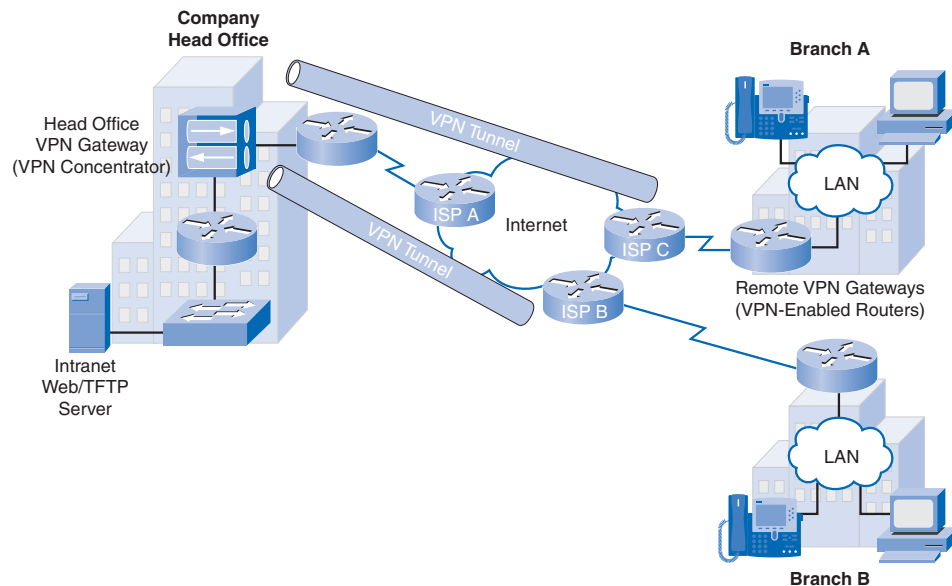 Company
Head Office
Branch A
Head Office
VPN Gateway
(VPN Concentrator)
VPN Tunnel
ISP A
Internet
LAN
VPN Tunnel
ISP C
ISP B
Remote VPN Gateways
(VPN-Enabled Routers)
Intranet
Web/TFTP
Server
LAN
Branch B